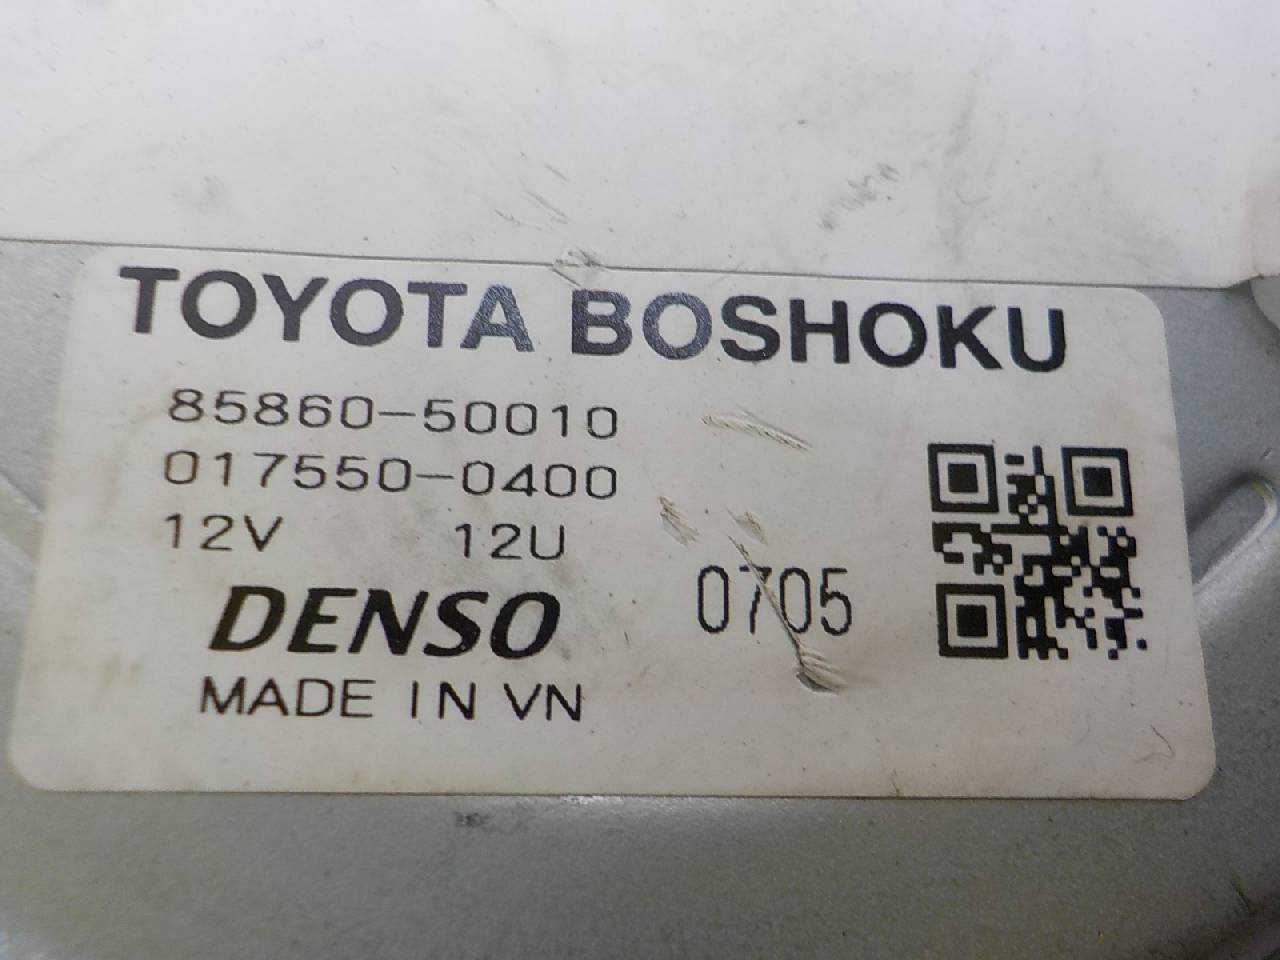 TOYOTA BOSHOKU
85860-50010
017550-0400
12V 12U
DENSO 0705
MADE IN VN